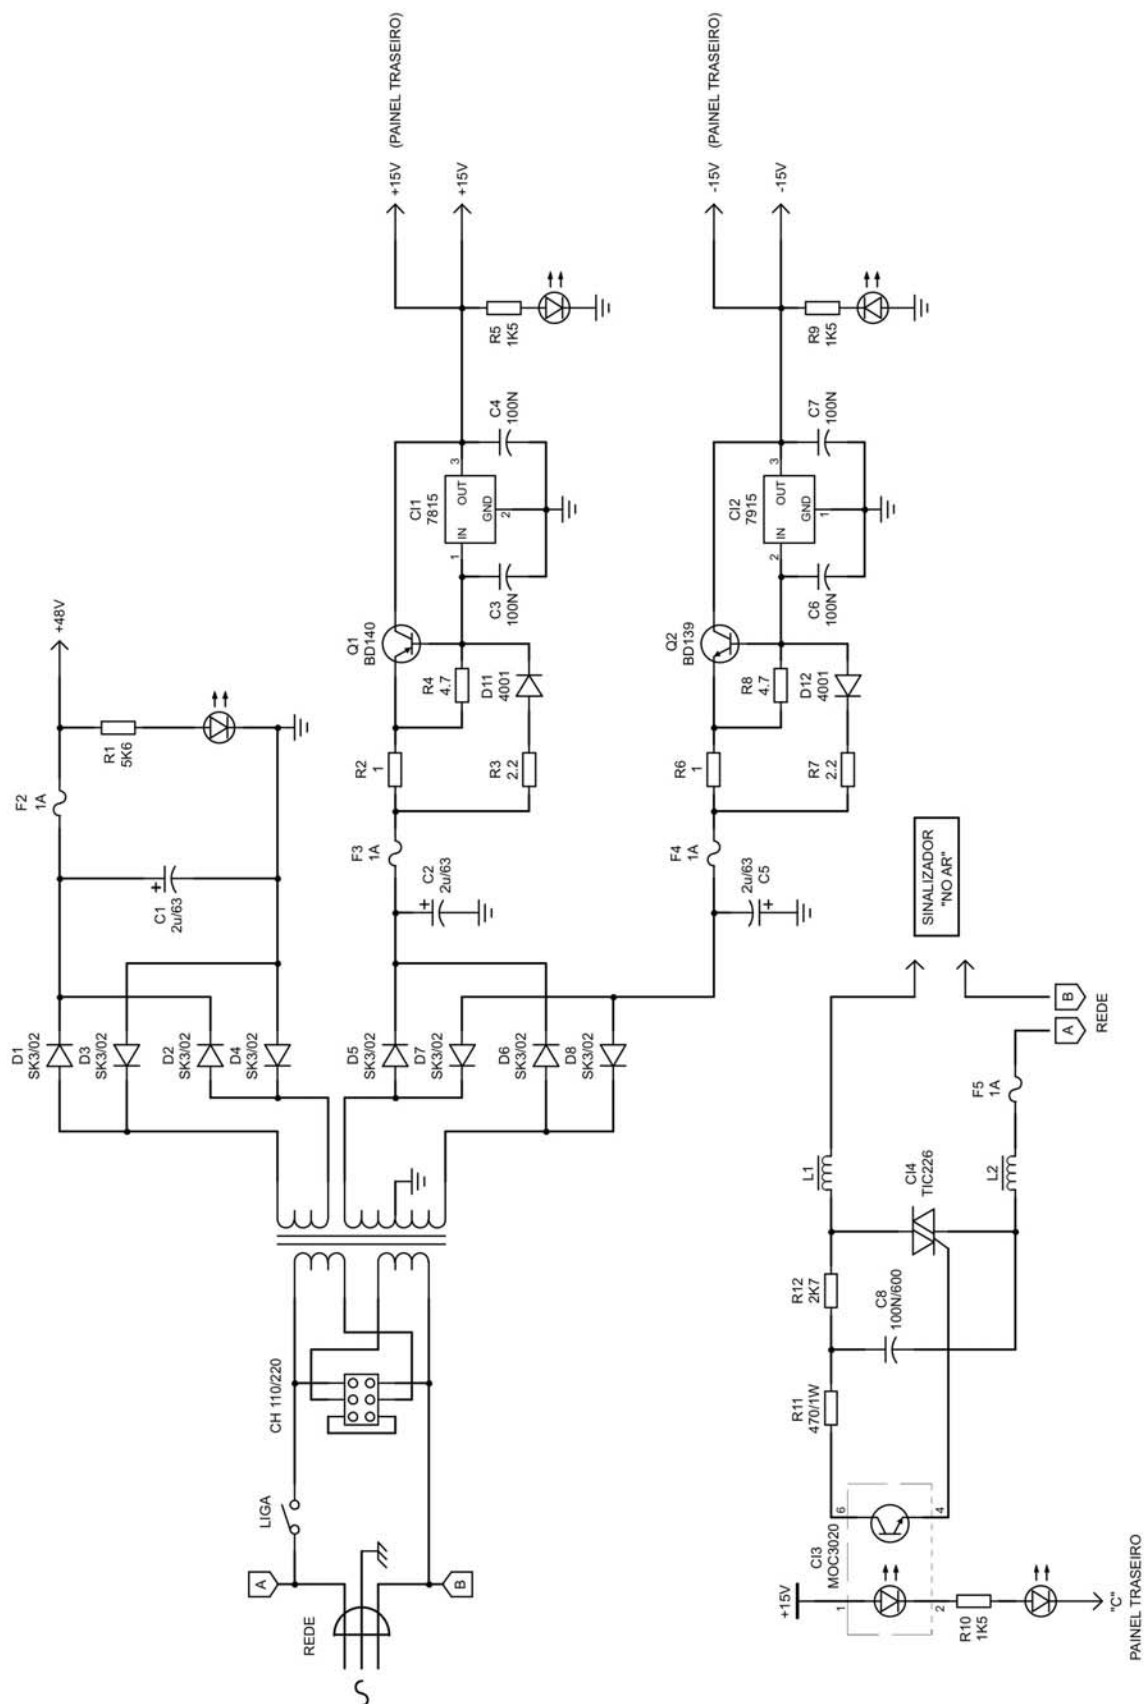 D1
SK3/02
D3
SK3/02
D2
SK3/02
D4
SK3/02
C1
2u/63
+
F2
1A
R1
5K6
+48V
REDE
A
B
LIGA
CH 110/220
D5
SK3/02
D7
SK3/02
D6
SK3/02
D8
SK3/02
C2
2u/63
+
F3
1A
R2
1
R3
2.2
R4
4.7
D11
4001
Q1
BD140
C3
100N
CI1
7815
IN
OUT
GND
1
2
3
C4
100N
R5
1K5
+15V (PAINEL TRASEIRO)
+15V
2u/63
C5
+
F4
1A
R6
1
R7
2.2
R8
4.7
D12
4001
Q2
BD139
C6
100N
CI2
7915
IN
OUT
GND
2
1
3
C7
100N
R9
1K5
-15V (PAINEL TRASEIRO)
-15V
+15V
CI3
MOC3020
1
2
6
4
R10
1K5
"C"
PAINEL TRASEIRO
R11
470/1W
R12
2K7
C8
100N/600
CI4
TIC226
L1
L2
F5
1A
A
B
REDE
SINALIZADOR
"NO AR"